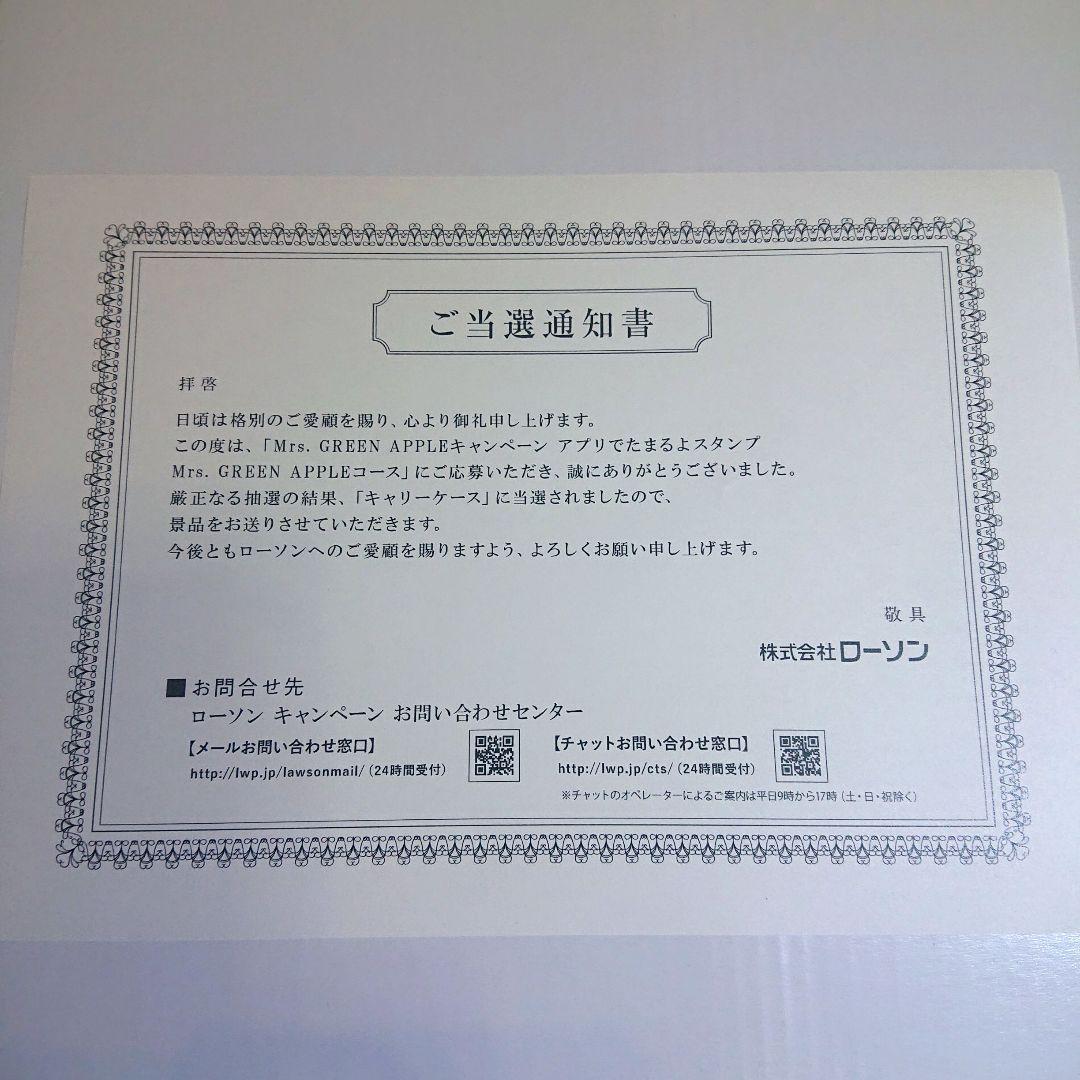 ご当選通知書
拝啓
日頃は格別のご愛顧を賜り、心より御礼申し上げます。
この度は、「Mrs. GREEN APPLEキャンペーン アプリでたまるよスタンプ
Mrs. GREEN APPLEコース」にご応募いただき、誠にありがとうございました。
厳正なる抽選の結果、「キャリーケース」に当選されましたので、
景品をお送りさせていただきます。
今後ともローソンへのご愛顧を賜りますよう、よろしくお願い申し上げます。
敬具
株式会社ローソン
■お問合せ先
ローソン キャンペーン お問い合わせセンター
【メールお問い合わせ窓口】
http://lwp.jp/lawsonmail/（24時間受付）
【チャットお問い合わせ窓口】
http://lwp.jp/cts/（24時間受付）
※チャットのオペレーターによるご案内は平日9時から17時（土・日・祝除く）